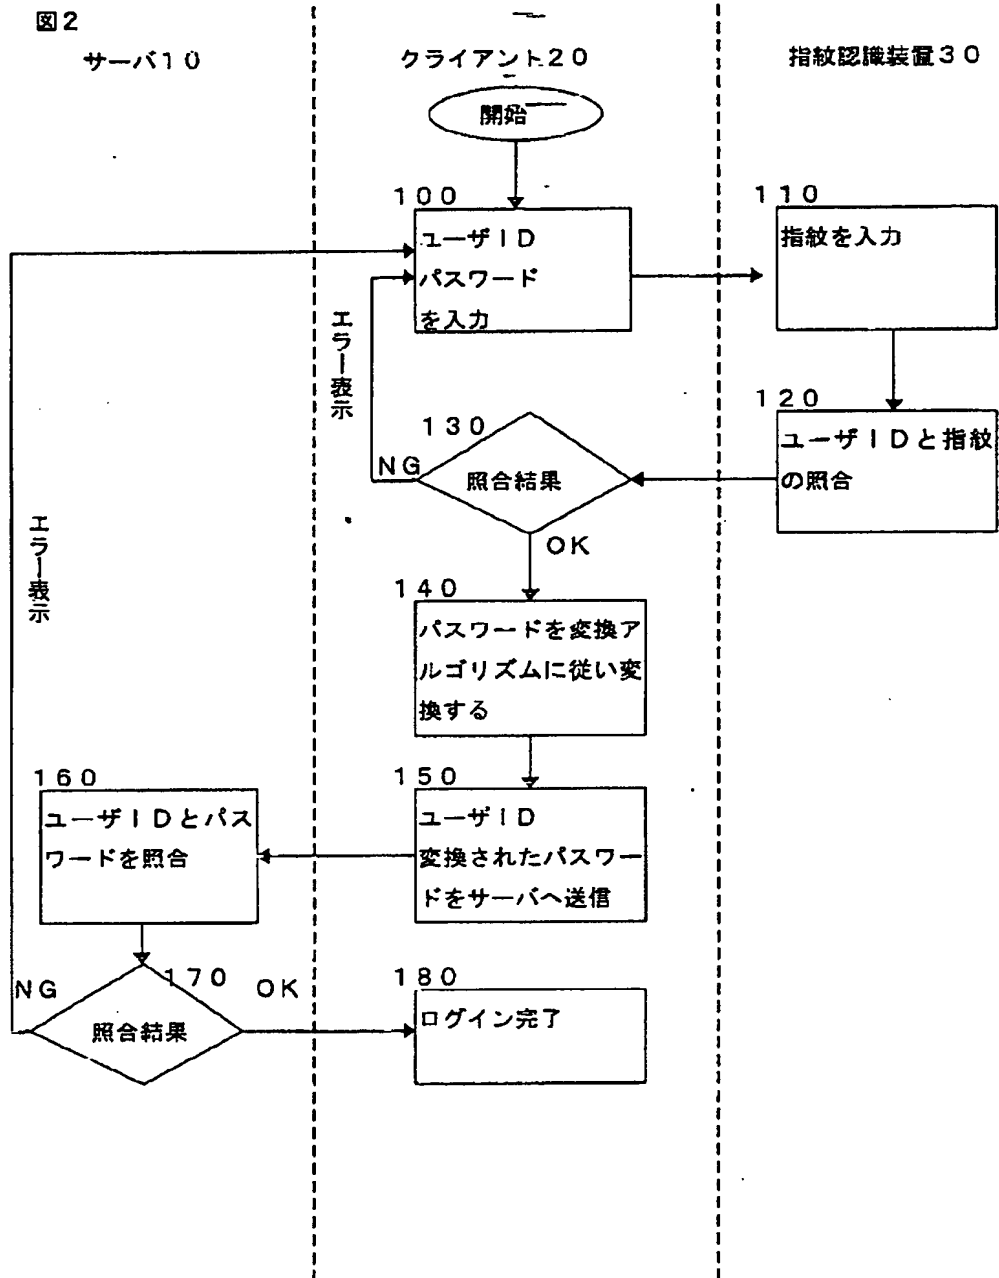 図2
サーバ10
クライアント20
指紋認識装置30
開始
100
ユーザID
パスワード
を入力
110
指紋を入力
エラー表示
120
ユーザIDと指紋
の照合
130
NG
照合結果
OK
エラー表示
140
パスワードを変換ア
ルゴリズムに従い変
換する
150
ユーザID
変換されたパスワー
ドをサーバへ送信
160
ユーザIDとパス
ワードを照合
170
NG
OK
照合結果
180
ログイン完了